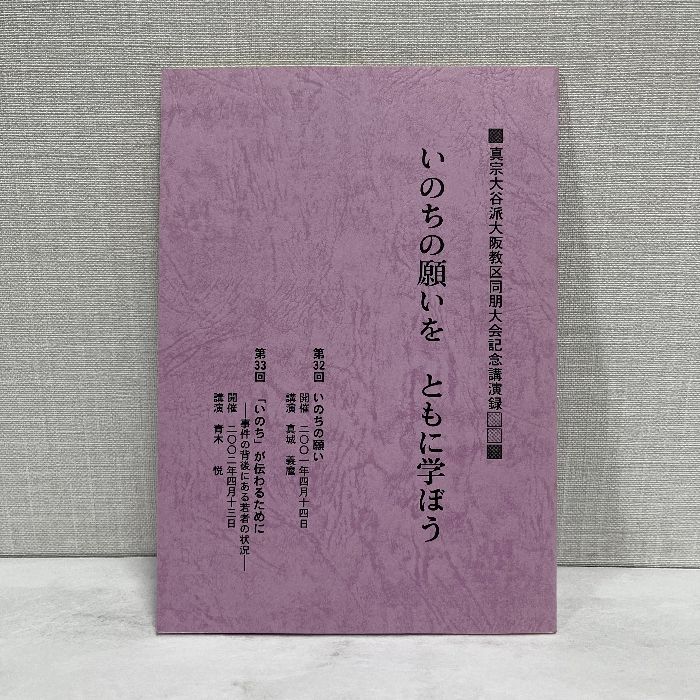 ■真宗大谷派大阪教区同朋大会記念講演録
いのちの願いを　ともに学ぼう
第32回　いのちの願い
開催　二〇〇一年四月十四日
講演　真城　義麿
第33回　「いのち」が伝わるために
――事件の背後にある若者の状況――
開催　二〇〇二年四月十三日
講演　青木　悦